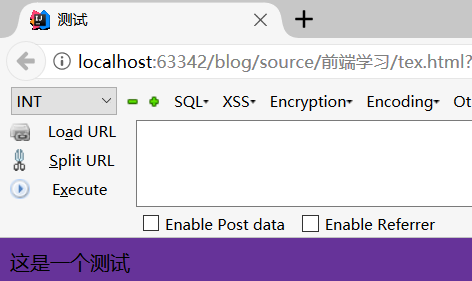 测试
localhost:63342/blog/source/前端学习/tex.html?
INT SQL XSS Encryption Encoding Ot
Load URL
Split URL
Execute
Enable Post data Enable Referrer
这是一个测试